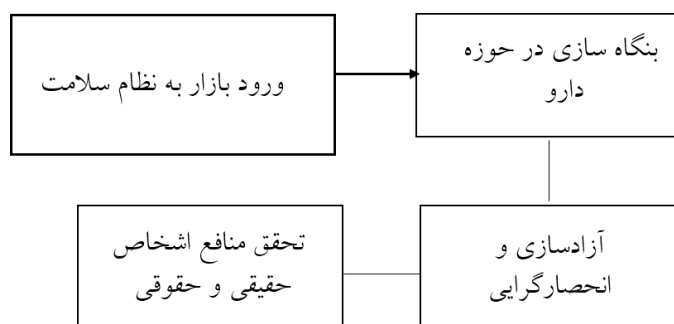 بنگاه سازی در حوزه
دارو
ورود بازار به نظام سلامت
آزادسازی و
انحصارگرایی
تحقق منافع اشخاص
حقیقی و حقوقی